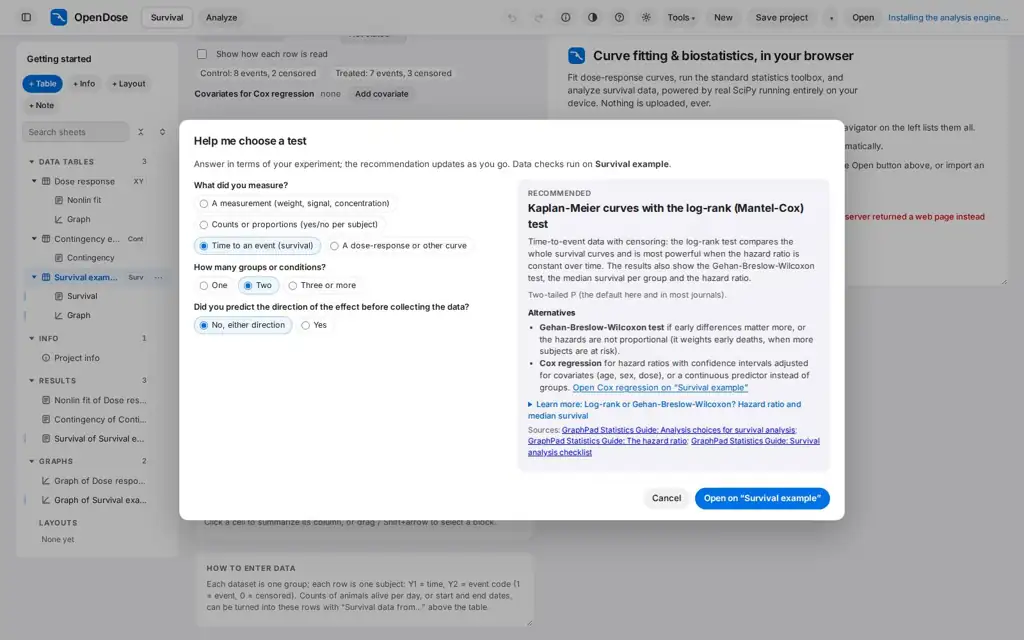 OpenDose
Survival
Analyze
Tools
New
Save project
Open
Installing the analysis engine...
Getting started
+ Table
+ Info
+ Layout
+ Note
Search sheets
DATA TABLES 3
Dose response XY
Nonlin fit
Graph
Contingency e... Cont
Contingency
Survival exam... Surv ...
Survival
Graph
INFO 1
Project info
RESULTS 3
Nonlin fit of Dose res...
Contingency of Conti...
Survival of Survival e...
GRAPHS 2
Graph of Dose respo...
Graph of Survival exa...
LAYOUTS
None yet
Show how each row is read
Control: 8 events, 2 censored
Treated: 7 events, 3 censored
Covariates for Cox regression none Add covariate
Curve fitting & biostatistics, in your browser
Fit dose-response curves, run the standard statistics toolbox, and
analyze survival data, powered by real SciPy running entirely on your
device. Nothing is uploaded, ever.
avigator on the left lists them all.
matically.
e Open button above, or import an
server returned a web page instead
Help me choose a test
Answer in terms of your experiment; the recommendation updates as you go. Data checks run on Survival example.
What did you measure?
A measurement (weight, signal, concentration)
Counts or proportions (yes/no per subject)
Time to an event (survival)
A dose-response or other curve
How many groups or conditions?
One
Two
Three or more
Did you predict the direction of the effect before collecting the data?
No, either direction
Yes
RECOMMENDED
Kaplan-Meier curves with the log-rank (Mantel-Cox)
test
Time-to-event data with censoring: the log-rank test compares the
whole survival curves and is most powerful when the hazard ratio is
constant over time. The results also show the Gehan-Breslow-Wilcoxon
test, the median survival per group and the hazard ratio.
Two-tailed P (the default here and in most journals).
Alternatives
• Gehan-Breslow-Wilcoxon test if early differences matter more, or
the hazards are not proportional (it weights early deaths, when more
subjects are at risk).
• Cox regression for hazard ratios with confidence intervals adjusted
for covariates (age, sex, dose), or a continuous predictor instead of
groups. Open Cox regression on "Survival example"
Learn more: Log-rank or Gehan-Breslow-Wilcoxon? Hazard ratio and
median survival
Sources: GraphPad Statistics Guide: Analysis choices for survival analysis;
GraphPad Statistics Guide: The hazard ratio; GraphPad Statistics Guide: Survival
analysis checklist
Cancel
Open on "Survival example"
Click a cell to summarize its column, or drag / Shift+arrow to select a block.
HOW TO ENTER DATA
Each dataset is one group; each row is one subject: Y1 = time, Y2 = event code (1
= event, 0 = censored). Counts of animals alive per day, or start and end dates,
can be turned into these rows with "Survival data from..." above the table.